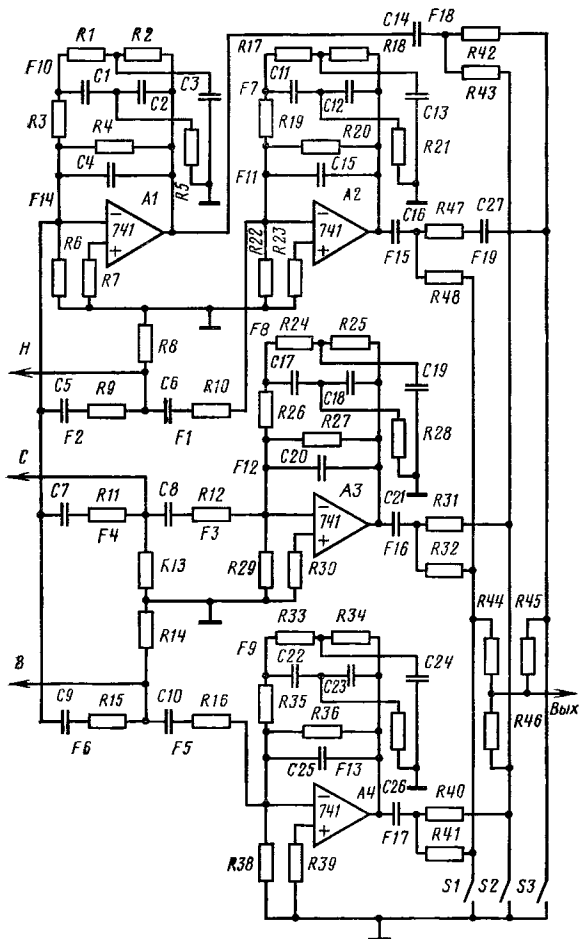 C14 F18
R42
R43
R1 R2
F10
C1
C2
C3
R3
R4
C4
R5
F14
A1
741
R6
R7
R17 R18
C11
F7
C12
C13
R19
R20
R21
F11
C15
A2
741
C16
R47
C27
F15
F19
R22
R23
R48
R8
H
C5
R9
C6
R10
F2
F1
F8
R24
R25
C17
C18
C19
R26
R27
R28
F12
C20
A3
741
C21
R31
F16
R32
C
C7
R11
C8
R12
F4
F3
R13
R29
R30
R14
R44
R45
R46
Вых
В
C9
R15
C10
R16
F6
F5
F9
R33
R34
C22
C23
C24
R35
R36
C25
F13
C26
A4
741
F17
R40
R41
R38
R39
S1
S2
S3